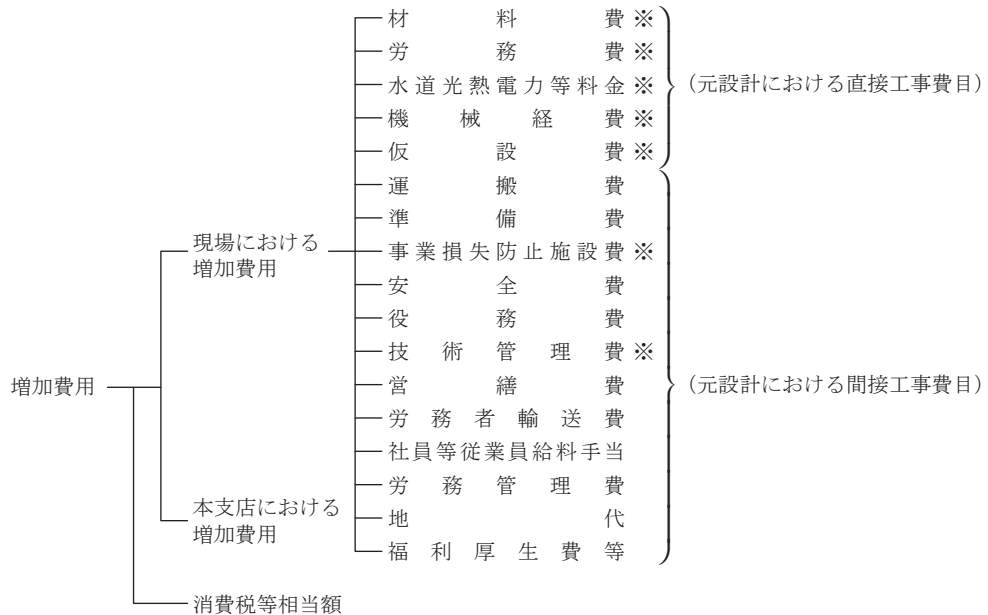 増加費用
現場における
増加費用
材料費※
労務費※
水道光熱電力等料金※
機械経費※
仮設費※
(元設計における直接工事費目)
運搬費
準備費
事業損失防止施設費※
安全費
役務費
技術管理費※
営繕費
労務者輸送費
社員等従業員給料手当
労務管理費
地代
福利厚生費等
(元設計における間接工事費目)
本支店における
増加費用
消費税等相当額